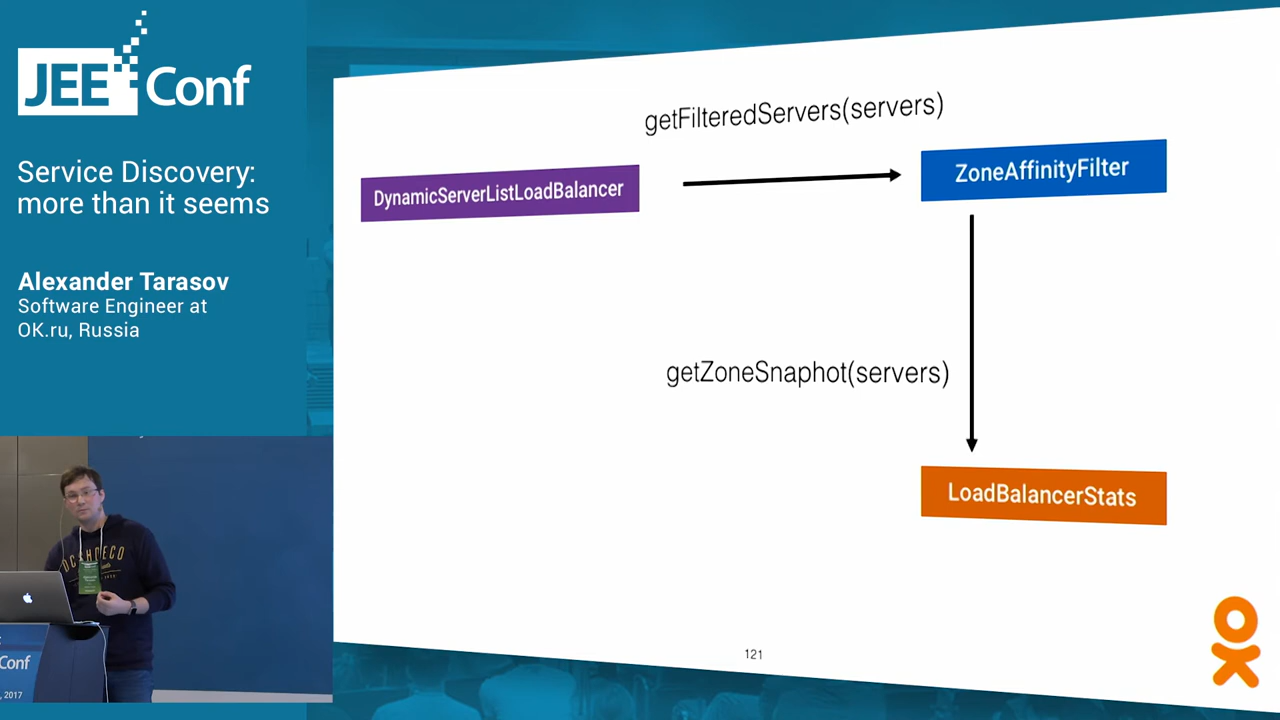 JEE Conf
Service Discovery:
more than it seems
Alexander Tarasov
Software Engineer at
OK.ru, Russia
getFilteredServers(servers)
DynamicServerListLoadBalancer
ZoneAffinityFilter
getZoneSnaphot(servers)
LoadBalancerStats
121
Conf
, 2017